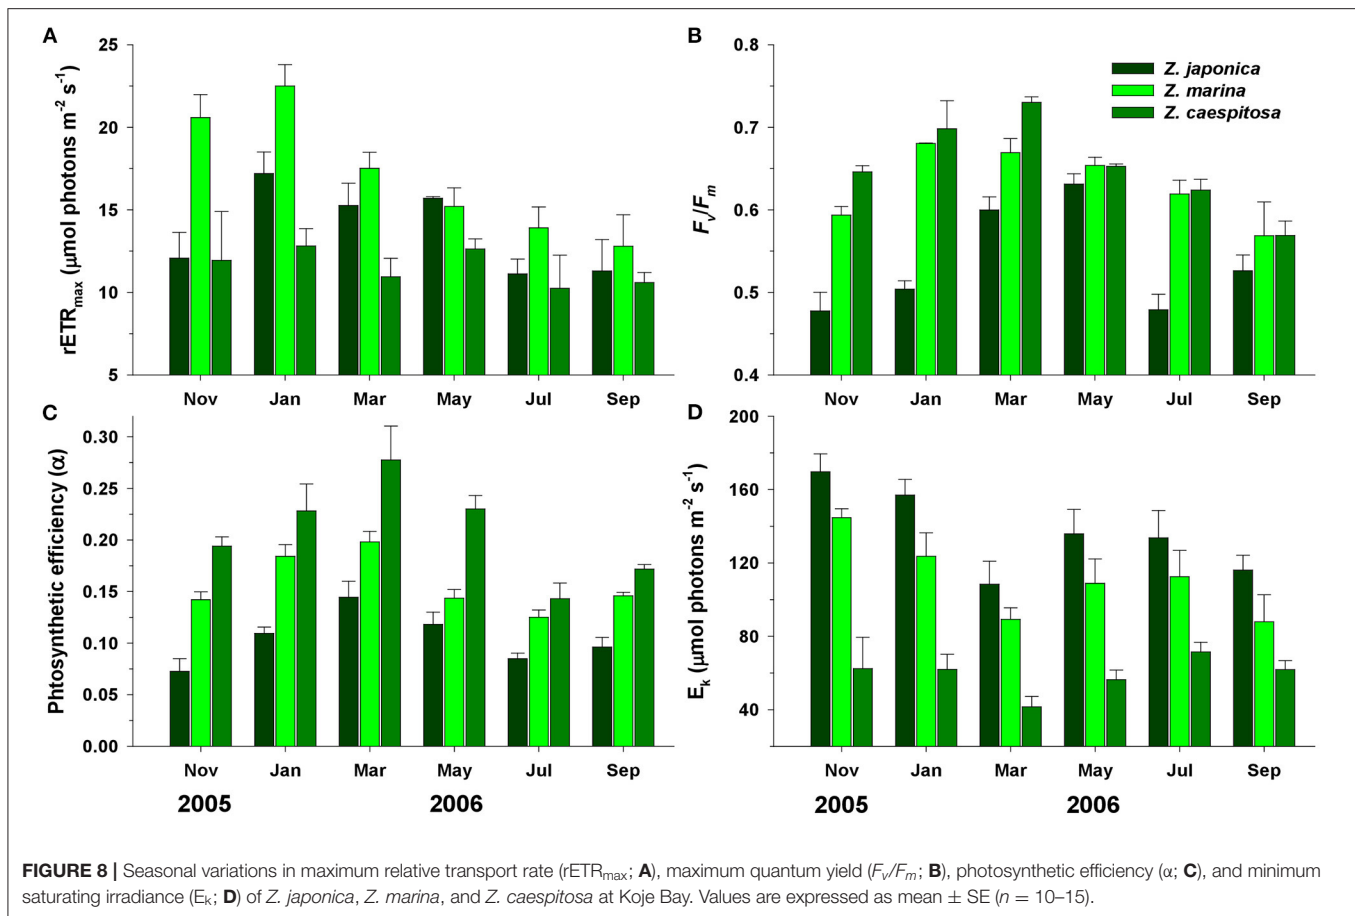 A
rETRmax (μmol photons m-2 s-1)
25
20
15
10
5
Nov Jan Mar May Jul Sep
B
Fv/Fm
0.8
0.7
0.6
0.5
0.4
Z. japonica
Z. marina
Z. caespitosa
Nov Jan Mar May Jul Sep
C
Phtosynthetic efficiency (α)
0.30
0.25
0.20
0.15
0.10
0.05
0.00
Nov Jan Mar May Jul Sep
2005 2006
D
Ek (μmol photons m-2 s-1)
200
160
120
80
40
Nov Jan Mar May Jul Sep
2005 2006
FIGURE 8 | Seasonal variations in maximum relative transport rate (rETRmax; A), maximum quantum yield (Fv/Fm; B), photosynthetic efficiency (α; C), and minimum
saturating irradiance (Ek; D) of Z. japonica, Z. marina, and Z. caespitosa at Koje Bay. Values are expressed as mean ± SE (n = 10–15).